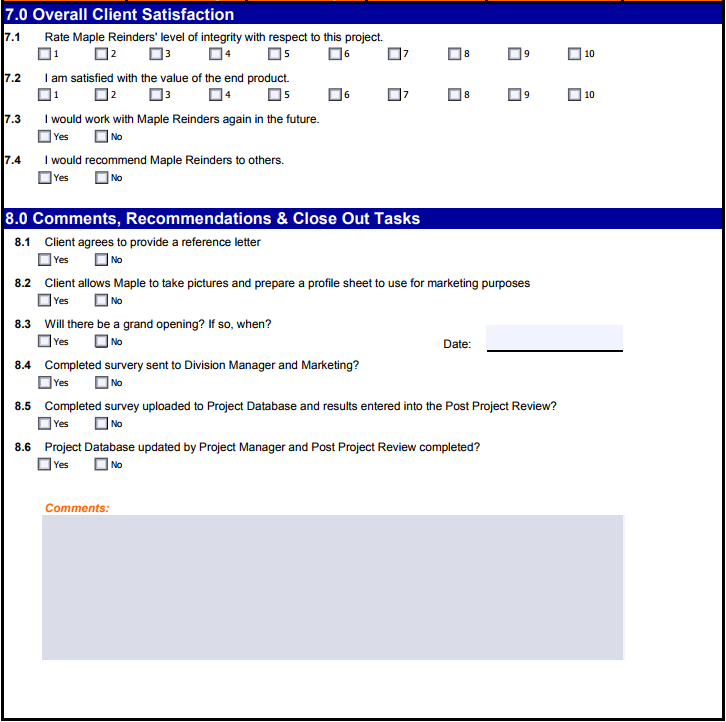 7.0 Overall Client Satisfaction
7.1 Rate Maple Reinders' level of integrity with respect to this project.
1 2 3 4 5 6 7 8 9 10
7.2 I am satisfied with the value of the end product.
1 2 3 4 5 6 7 8 9 10
7.3 I would work with Maple Reinders again in the future.
Yes No
7.4 I would recommend Maple Reinders to others.
Yes No
8.0 Comments, Recommendations & Close Out Tasks
8.1 Client agrees to provide a reference letter
Yes No
8.2 Client allows Maple to take pictures and prepare a profile sheet to use for marketing purposes
Yes No
8.3 Will there be a grand opening? If so, when?
Yes No Date:
8.4 Completed survery sent to Division Manager and Marketing?
Yes No
8.5 Completed survey uploaded to Project Database and results entered into the Post Project Review?
Yes No
8.6 Project Database updated by Project Manager and Post Project Review completed?
Yes No
Comments: